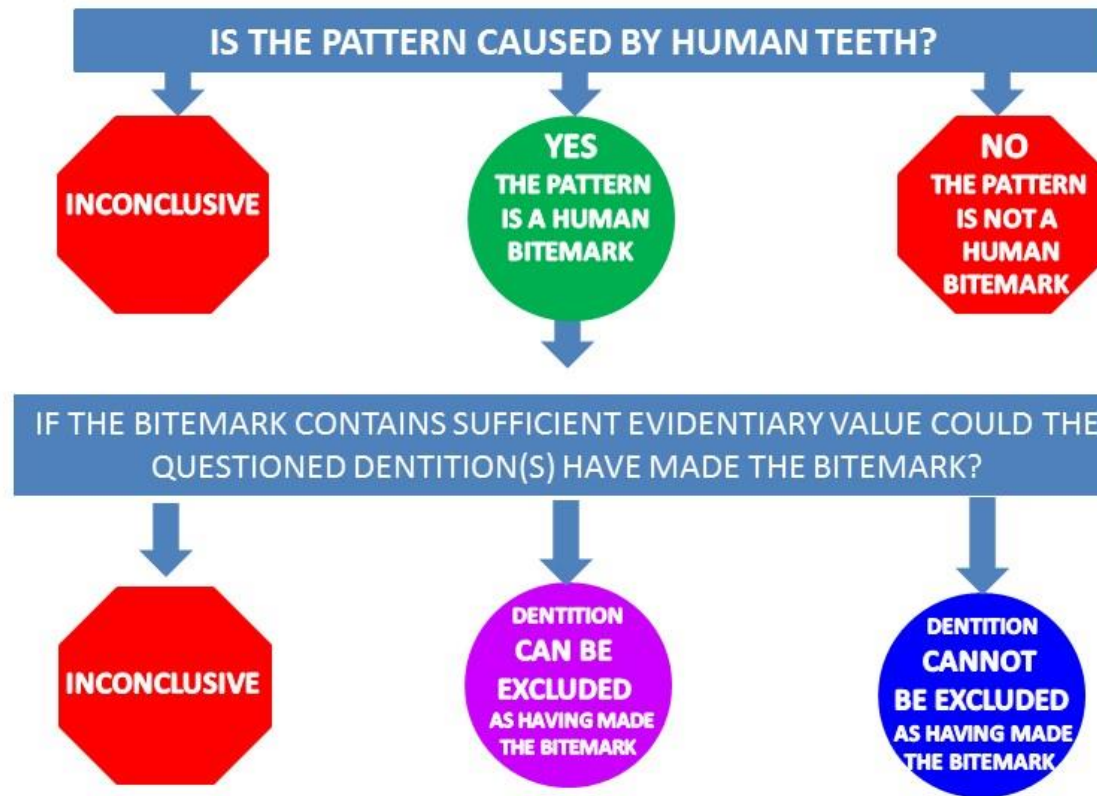 IS THE PATTERN CAUSED BY HUMAN TEETH?
INCONCLUSIVE
YES
THE PATTERN
IS A HUMAN
BITEMARK
NO
THE PATTERN
IS NOT A
HUMAN
BITEMARK
IF THE BITEMARK CONTAINS SUFFICIENT EVIDENTIARY VALUE COULD THE
QUESTIONED DENTITION(S) HAVE MADE THE BITEMARK?
INCONCLUSIVE
DENTITION
CAN BE
EXCLUDED
AS HAVING MADE
THE BITEMARK
DENTITION
CANNOT
BE EXCLUDED
AS HAVING MADE
THE BITEMARK